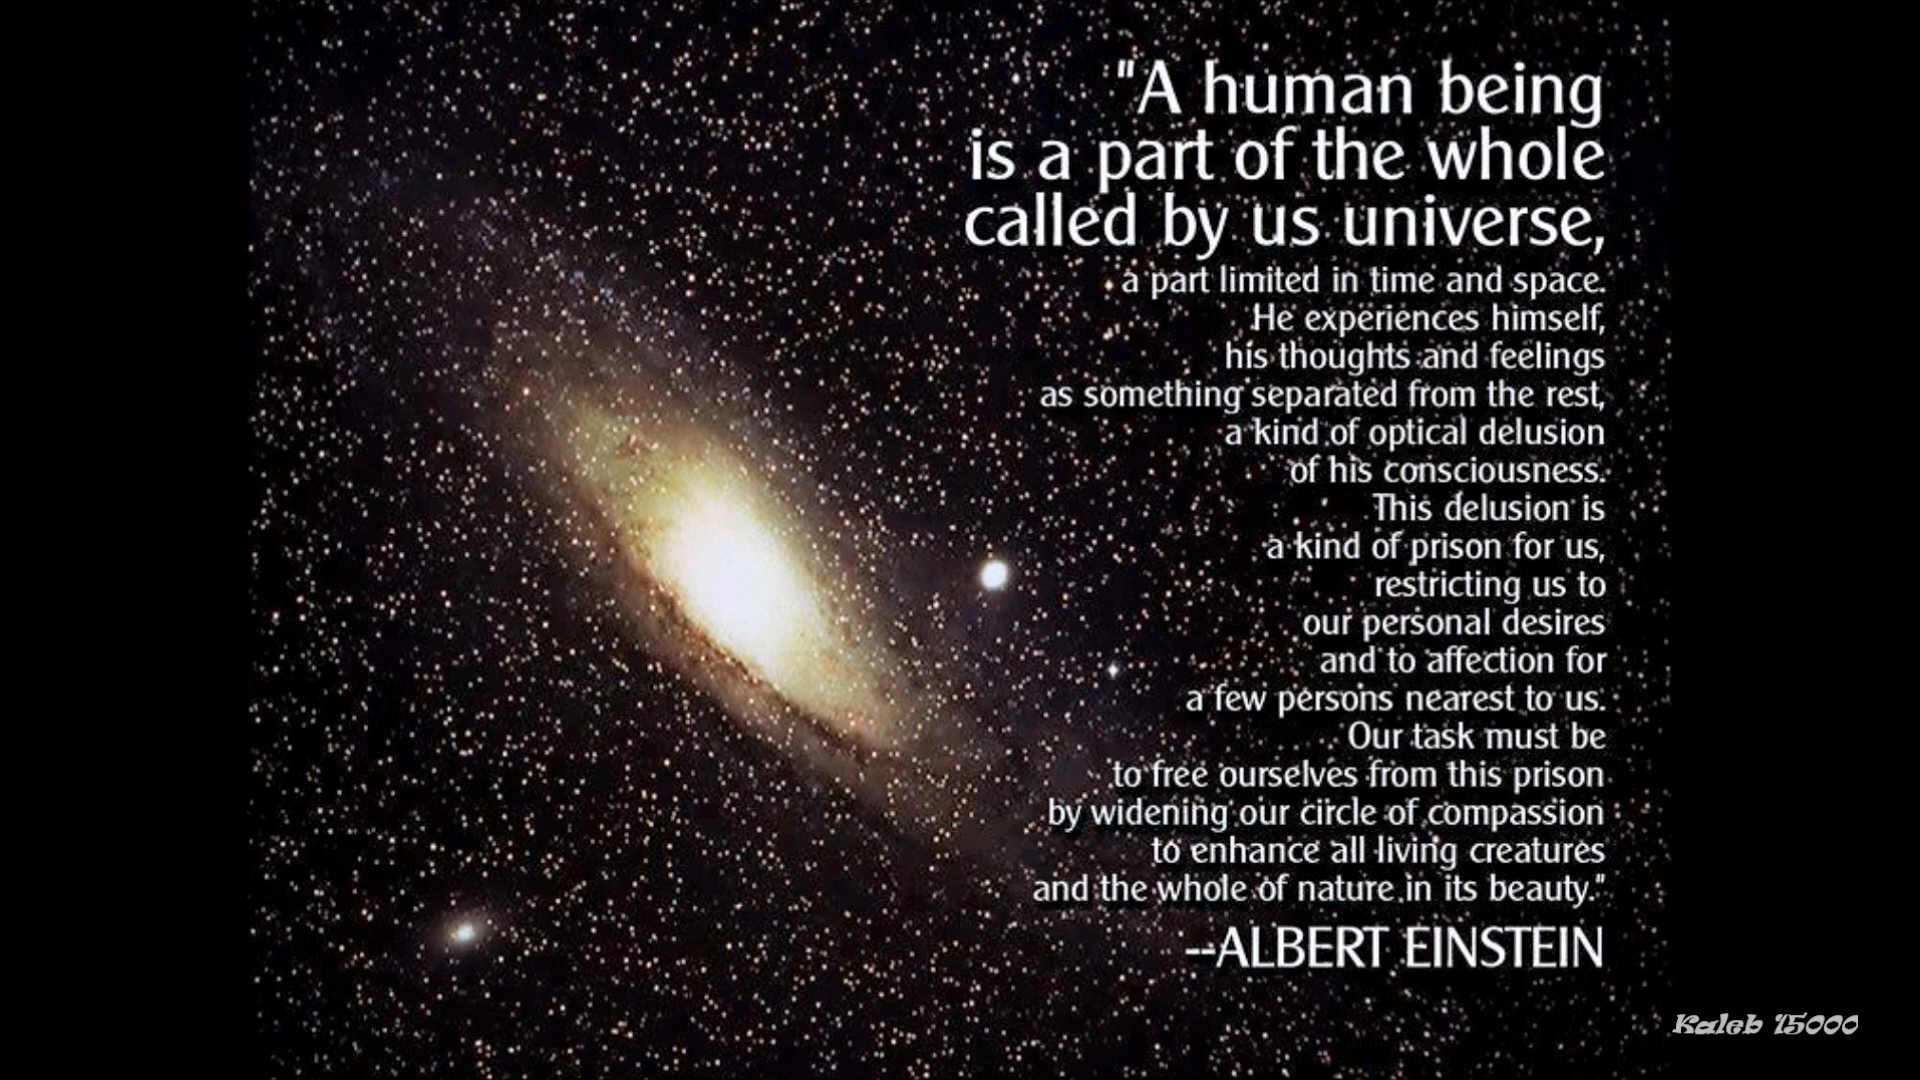 "A human being
is a part of the whole
called by us universe,
a part limited in time and space.
He experiences himself,
his thoughts and feelings
as something separated from the rest,
a kind of optical delusion
of his consciousness.
This delusion is
a kind of prison for us,
restricting us to
our personal desires
and to affection for
a few persons nearest to us.
Our task must be
to free ourselves from this prison
by widening our circle of compassion
to enhance all living creatures
and the whole of nature in its beauty."
--ALBERT EINSTEIN
Kaleb 15000